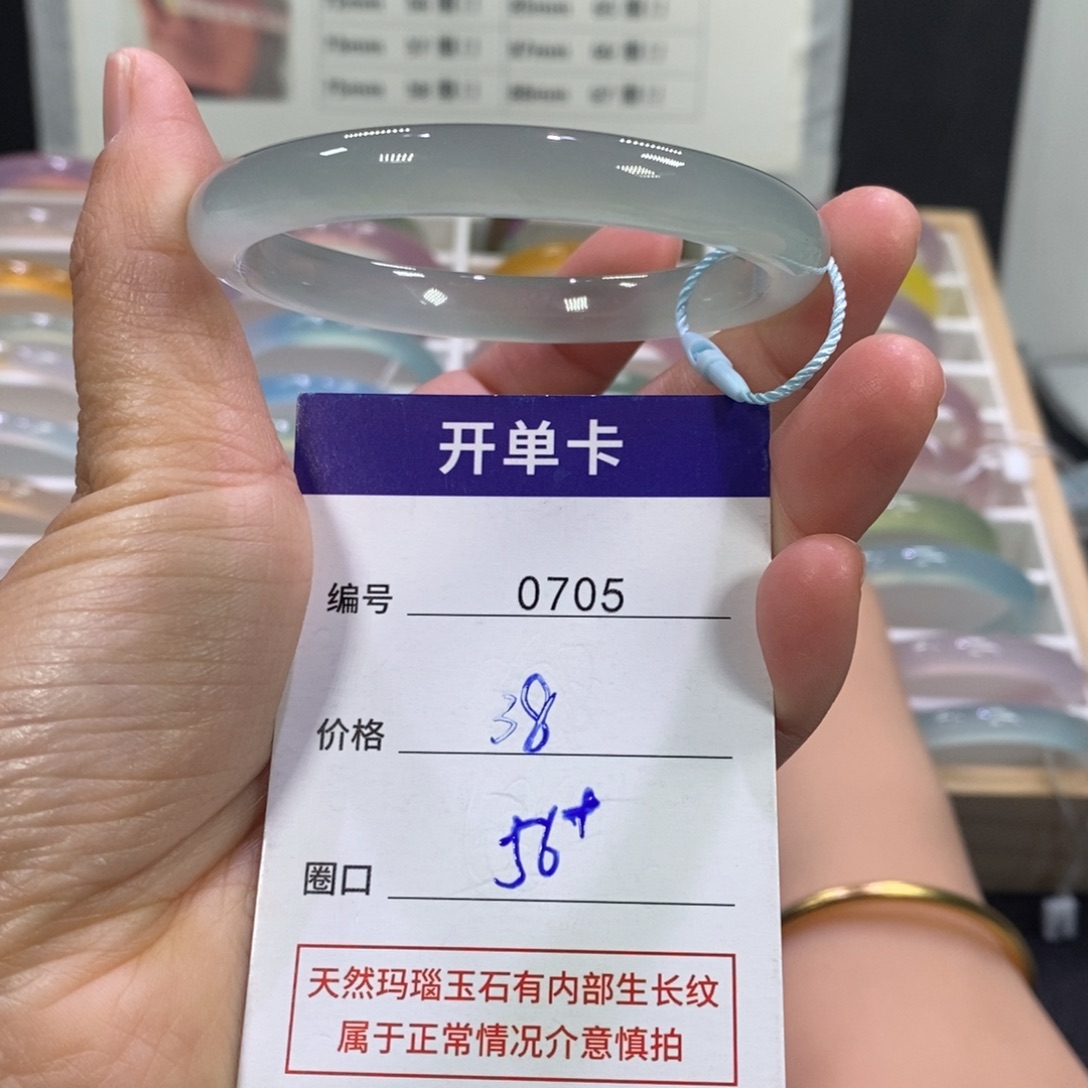 开单卡
编号 0705
价格 38
圈口 56+
天然玛瑙玉石有内部生长纹
属于正常情况介意慎拍